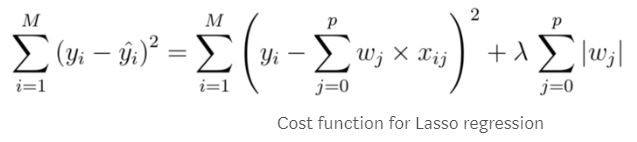 $$\sum_{i=1}^{M} (y_i - \hat{y}_i)^2 = \sum_{i=1}^{M} \left( y_i - \sum_{j=0}^{p} w_j \times x_{ij} \right)^2 + \lambda \sum_{j=0}^{p} |w_j|$$
Cost function for Lasso regression